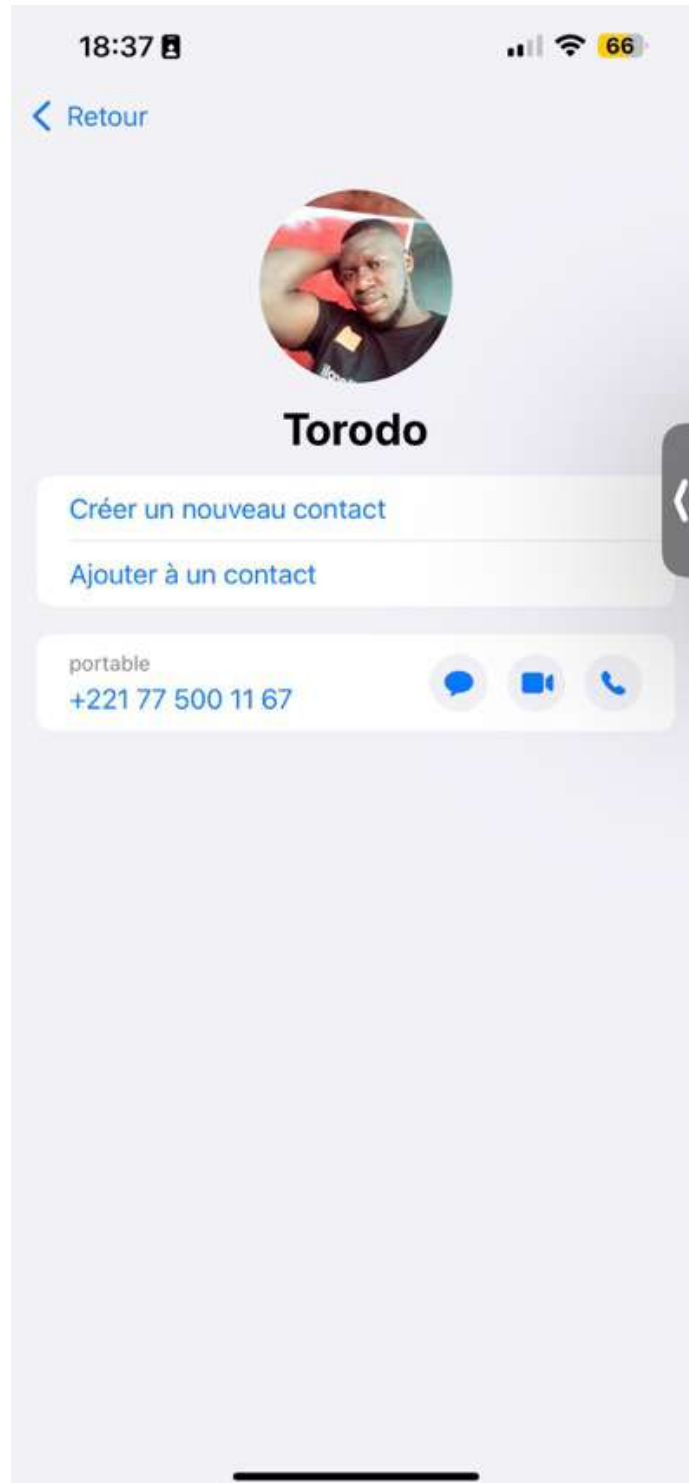 18:37
66
Retour
Torodo
Créer un nouveau contact
Ajouter à un contact
portable
+221 77 500 11 67